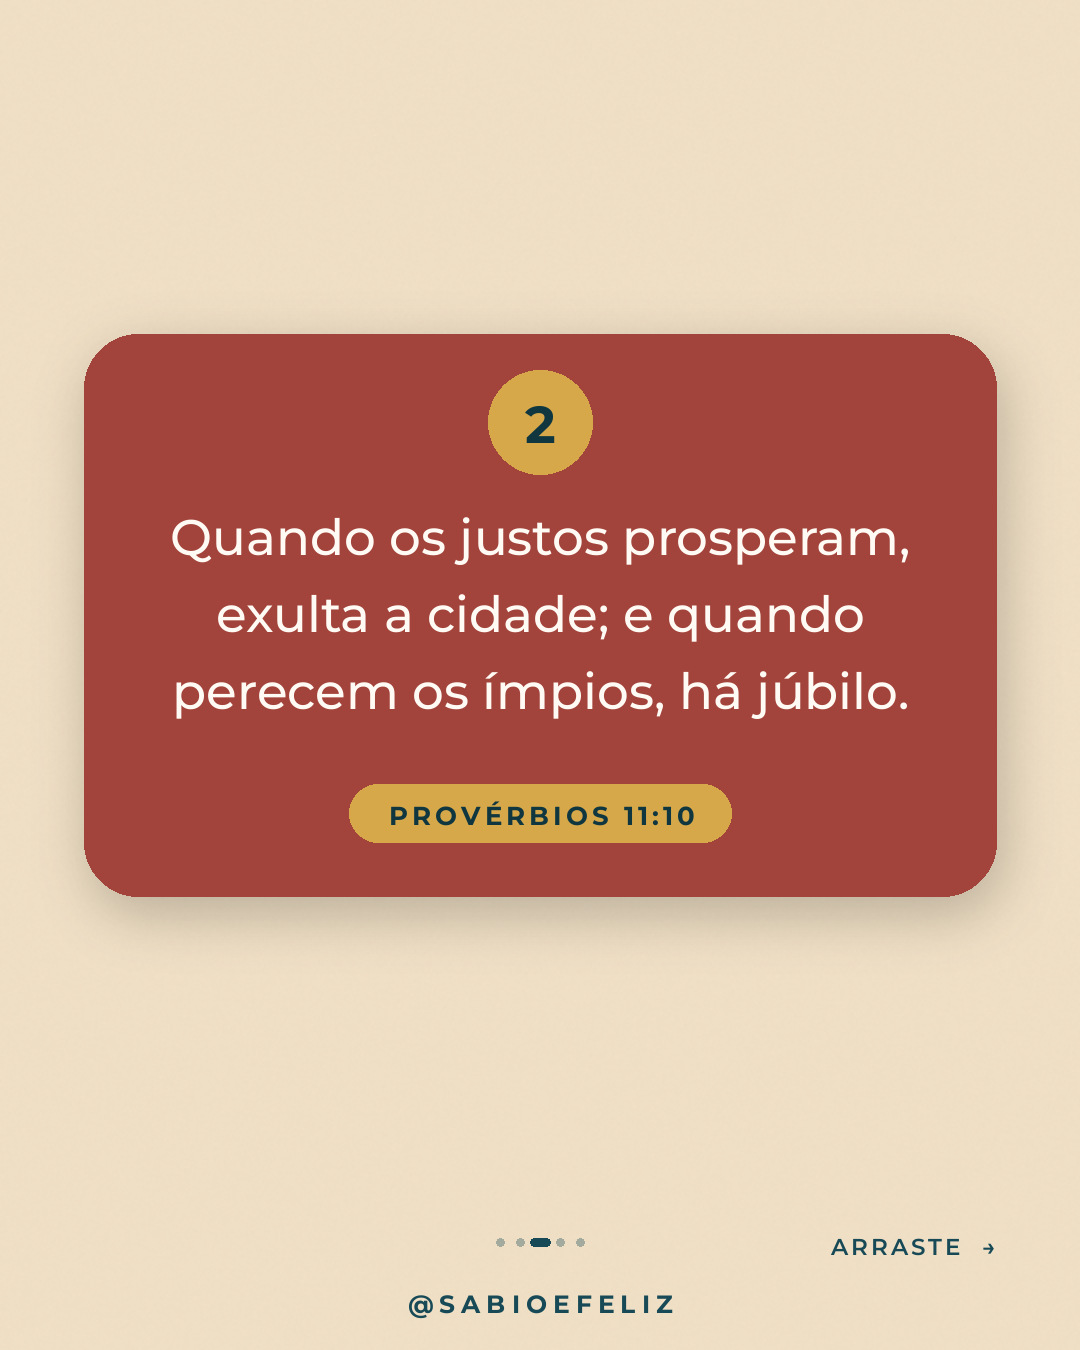 2
Quando os justos prosperam,
exulta a cidade; e quando
perecem os ímpios, há júbilo.
PROVÉRBIOS 11:10
ARRASTE →
@SABIOEFELIZ